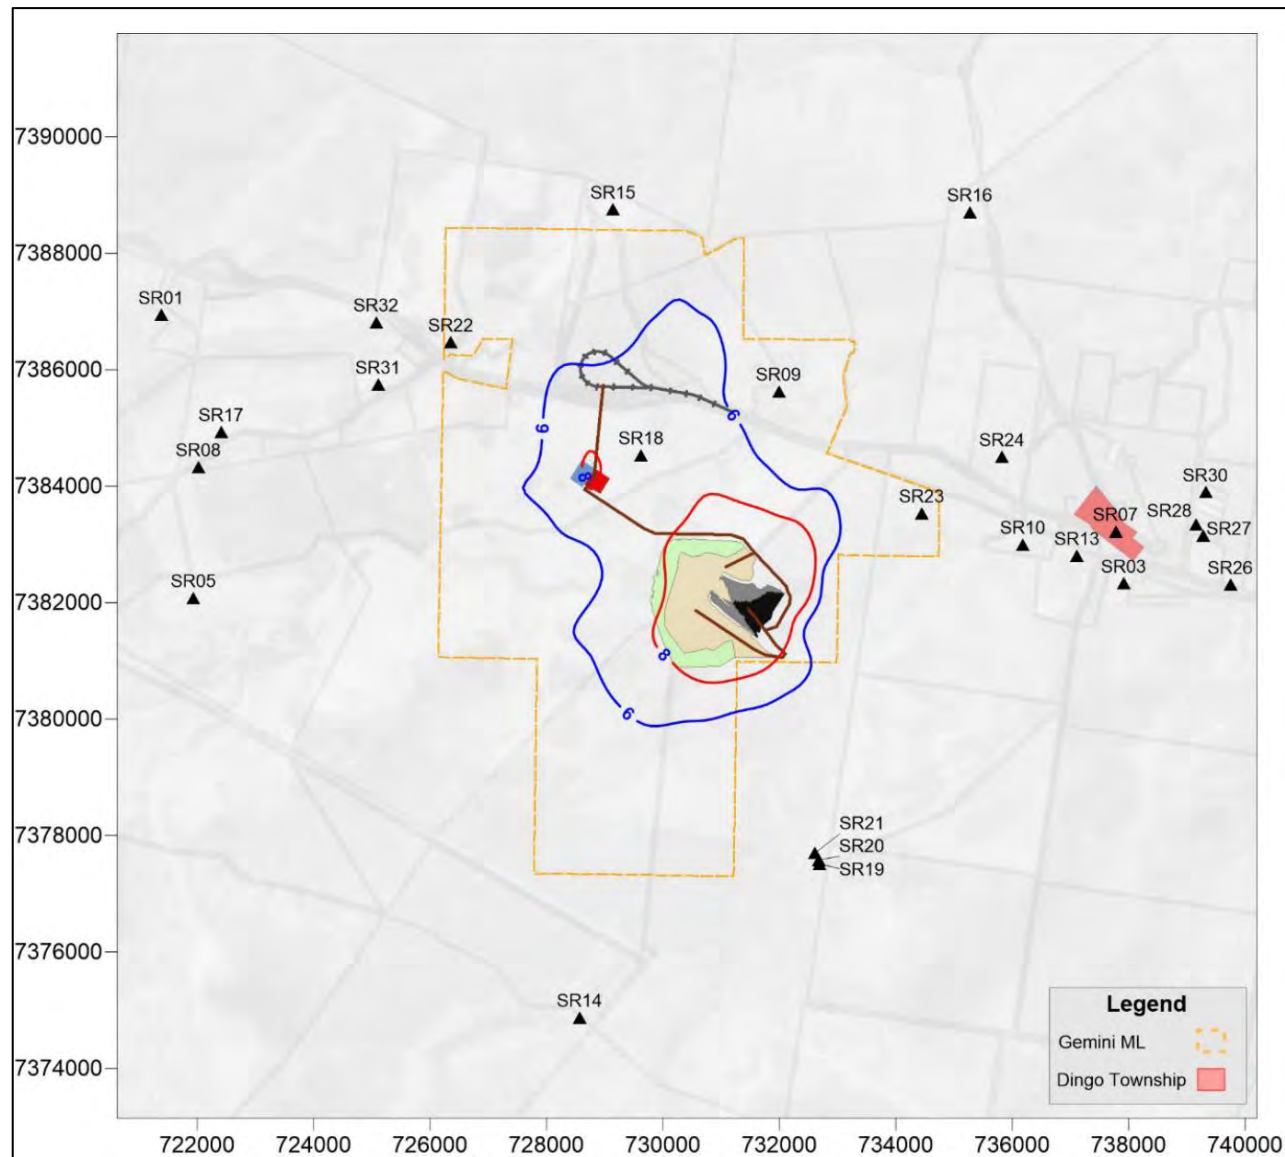 7390000
SR15
SR16
7388000
SR01
SR32
SR22
7386000
SR31
SR09
6
SR17
6
SR18
SR24
SR08
8
7384000
SR30
SR23
SR07
SR28
SR27
SR10
SR13
SR05
SR03
SR26
7382000
8
6
7380000
7378000
SR21
SR20
SR19
7376000
SR14
Legend
Gemini ML
Dingo Township
7374000
722000 724000 726000 728000 730000 732000 734000 736000 738000 740000